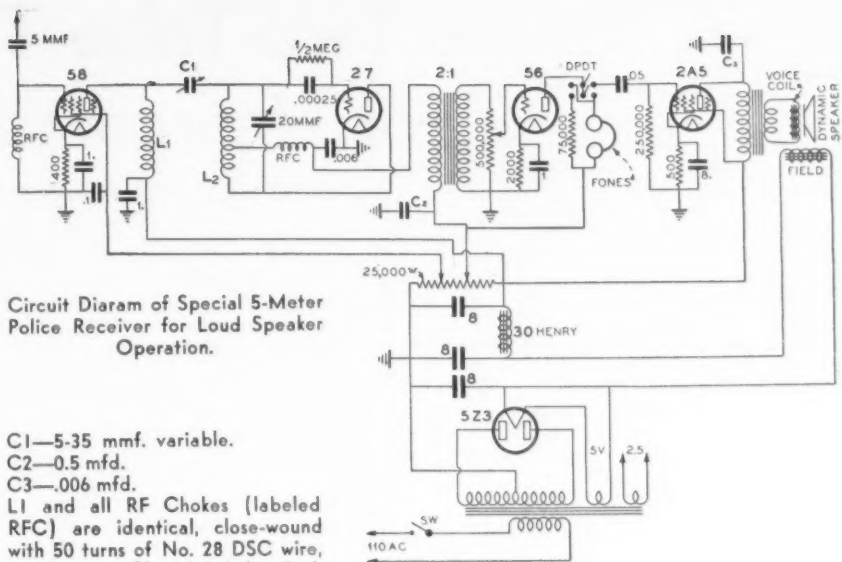 5 MMF
58
C1
1/2 MEG
27
.00025
2:1
56
DPDT
.05
2A5
C3
VOICE
COIL
DYNAMIC
SPEAKER
RFC
400
1.
.1
L1
1.
20MMF
L2
RFC
.006
500,000
2000
75000
FONES
250,000
500
8.
FIELD
C2
25,000 W
8
30 HENRY
8
8
5Z3
5V
2.5
SW
110 AC
Circuit Diaram of Special 5-Meter
Police Receiver for Loud Speaker
Operation.
C1—5-35 mmf. variable.
C2—0.5 mfd.
C3—.006 mfd.
L1 and all RF Chokes (labeled
RFC) are identical, close-wound
with 50 turns of No. 28 DSC wire,